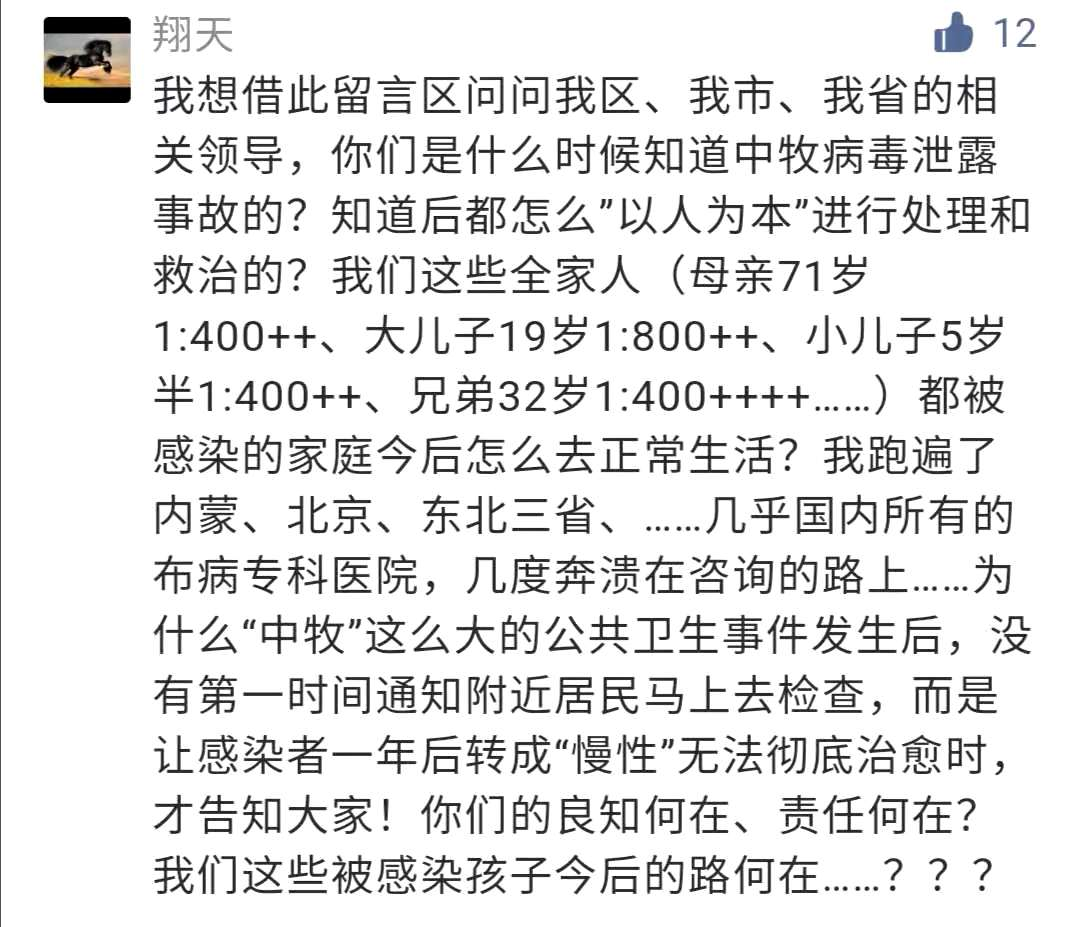 翔天
12
我想借此留言区问问我区、我市、我省的相
关领导，你们是什么时候知道中牧病毒泄露
事故的？知道后都怎么”以人为本”进行处理和
救治的？我们这些全家人（母亲71岁
1:400++、大儿子19岁1:800++、小儿子5岁
半1:400++、兄弟32岁1:400++++……）都被
感染的家庭今后怎么去正常生活？我跑遍了
内蒙、北京、东北三省、……几乎国内所有的
布病专科医院，几度奔溃在咨询的路上……为
什么“中牧”这么大的公共卫生事件发生后，没
有第一时间通知附近居民马上去检查，而是
让感染者一年后转成“慢性”无法彻底治愈时，
才告知大家！你们的良知何在、责任何在？
我们这些被感染孩子今后的路何在……？？？